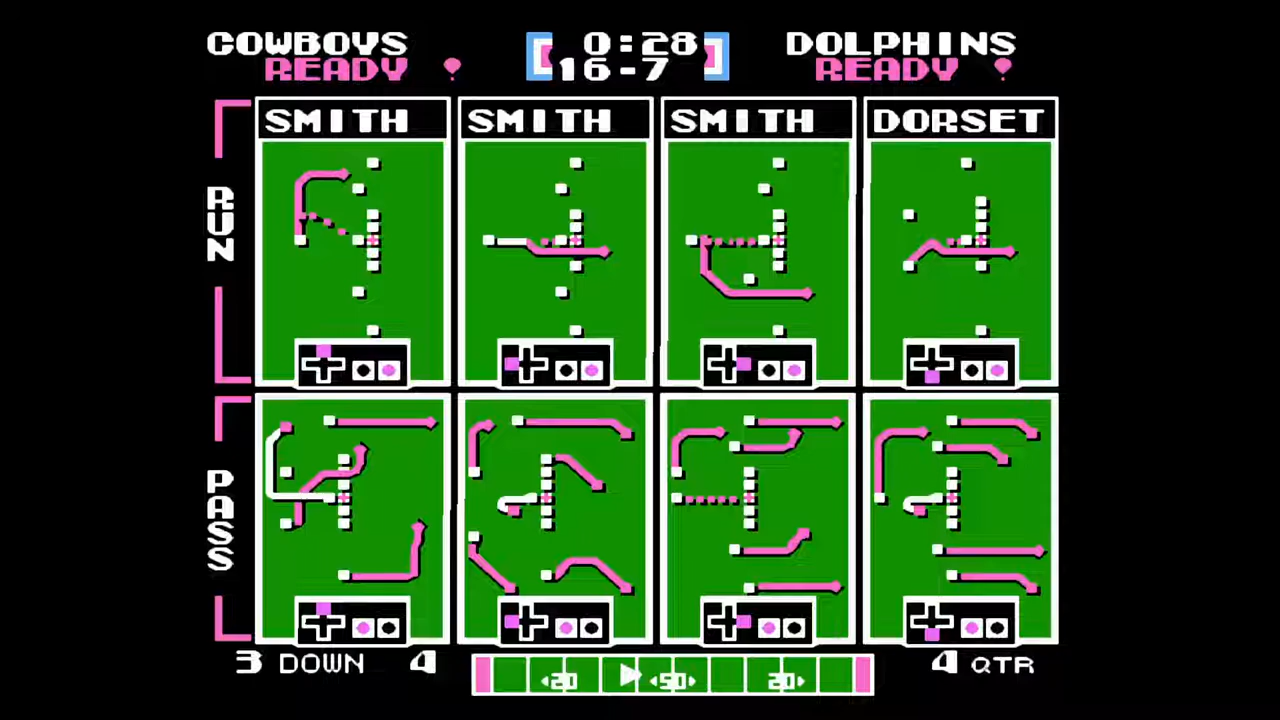 COWBOYS 0:28 DOLPHINS
READY 16-7 READY
SMITH SMITH SMITH DORSET
RUN
PASS
3 DOWN 4 20 50 20 4 QTR